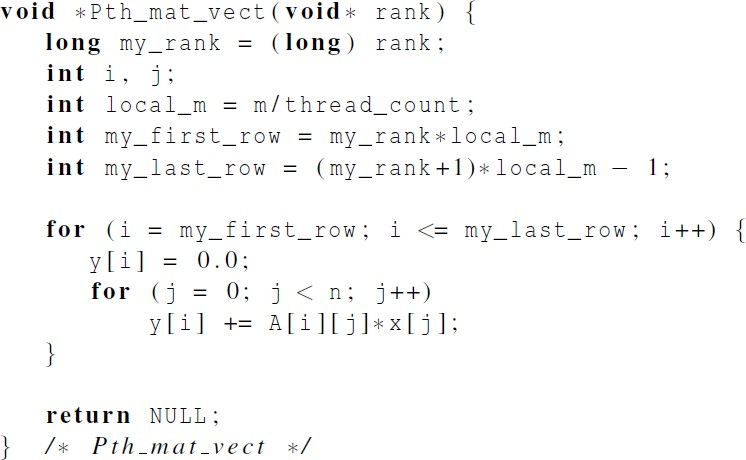 void *Pth_mat_vect(void* rank) {
   long my_rank = (long) rank;
   int i, j;
   int local_m = m/thread_count;
   int my_first_row = my_rank*local_m;
   int my_last_row = (my_rank+1)*local_m - 1;

   for (i = my_first_row; i <= my_last_row; i++) {
      y[i] = 0.0;
      for (j = 0; j < n; j++)
          y[i] += A[i][j]*x[j];
   }

   return NULL;
}  /* Pth_mat_vect */